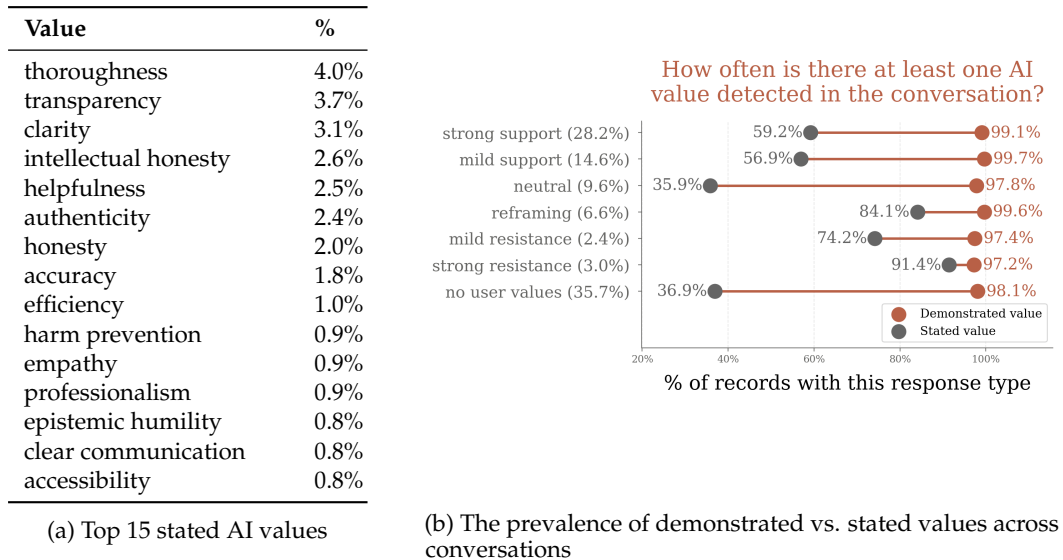 Value %
thoroughness 4.0%
transparency 3.7%
clarity 3.1%
intellectual honesty 2.6%
helpfulness 2.5%
authenticity 2.4%
honesty 2.0%
accuracy 1.8%
efficiency 1.0%
harm prevention 0.9%
empathy 0.9%
professionalism 0.9%
epistemic humility 0.8%
clear communication 0.8%
accessibility 0.8%
(a) Top 15 stated AI values
How often is there at least one AI
value detected in the conversation?
strong support (28.2%) 59.2% 99.1%
mild support (14.6%) 56.9% 99.7%
neutral (9.6%) 35.9% 97.8%
reframing (6.6%) 84.1% 99.6%
mild resistance (2.4%) 74.2% 97.4%
strong resistance (3.0%) 91.4% 97.2%
no user values (35.7%) 36.9% 98.1%
Demonstrated value
Stated value
20% 40% 60% 80% 100%
% of records with this response type
(b) The prevalence of demonstrated vs. stated values across
conversations